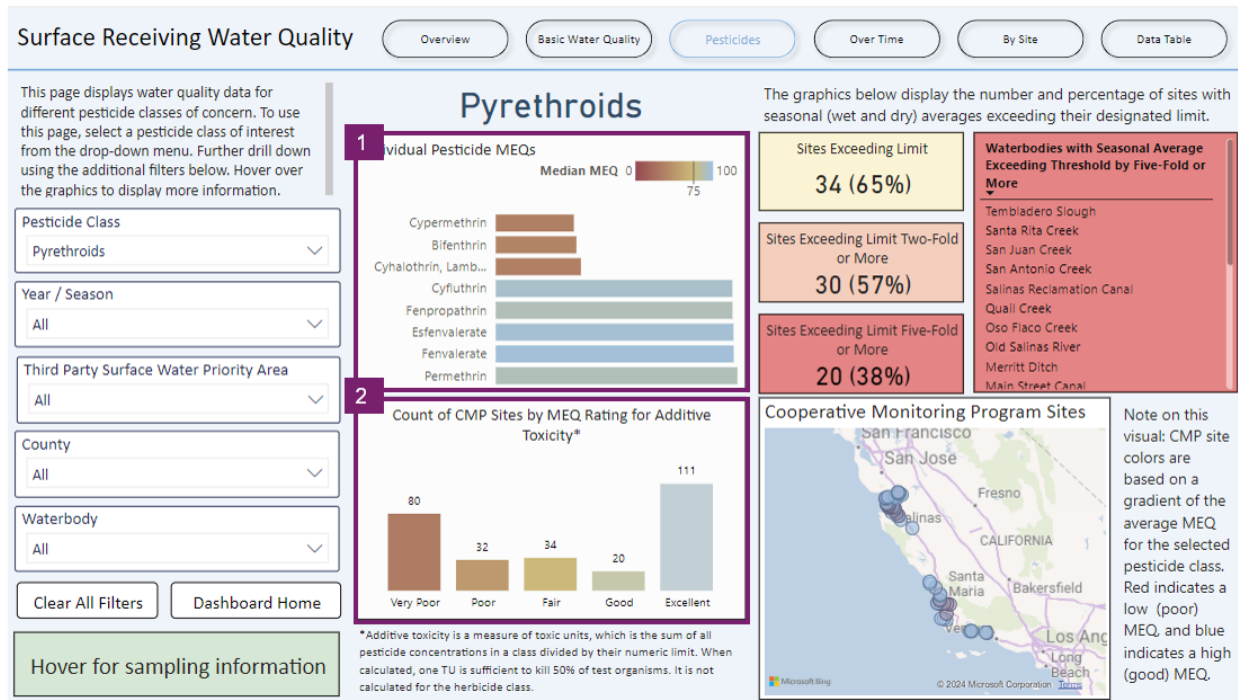 Surface Receiving Water Quality
Overview
Basic Water Quality
Pesticides
Over Time
By Site
Data Table
This page displays water quality data for
different pesticide classes of concern. To use
this page, select a pesticide class of interest
from the drop-down menu. Further drill down
using the additional filters below. Hover over
the graphics to display more information.
Pesticide Class
Pyrethroids
Year / Season
All
Third Party Surface Water Priority Area
All
County
All
Waterbody
All
Clear All Filters
Dashboard Home
Hover for sampling information
Pyrethroids
1
ividual Pesticide MEQs
Median MEQ 0 100
75
Cypermethrin
Bifenthrin
Cyhalothrin, Lamb...
Cyfluthrin
Fenpropathrin
Esfenvalerate
Fenvalerate
Permethrin
2
Count of CMP Sites by MEQ Rating for Additive
Toxicity*
80
32
34
20
111
Very Poor
Poor
Fair
Good
Excellent
*Additive toxicity is a measure of toxic units, which is the sum of all
pesticide concentrations in a class divided by their numeric limit. When
calculated, one TU is sufficient to kill 50% of test organisms. It is not
calculated for the herbicide class.
The graphics below display the number and percentage of sites with
seasonal (wet and dry) averages exceeding their designated limit.
Sites Exceeding Limit
34 (65%)
Sites Exceeding Limit Two-Fold
or More
30 (57%)
Sites Exceeding Limit Five-Fold
or More
20 (38%)
Waterbodies with Seasonal Average
Exceeding Threshold by Five-Fold or
More
Tembladero Slough
Santa Rita Creek
San Juan Creek
San Antonio Creek
Salinas Reclamation Canal
Quail Creek
Oso Flaco Creek
Old Salinas River
Merritt Ditch
Main Street Canal
Cooperative Monitoring Program Sites
San Francisco
San Jose
Fresno
alinas
CALIFORNIA
Santa
Maria
Bakersfield
Ve
Los Ang
Long
Beach
Microsoft Bing
© 2024 Microsoft Corporation Terms
Note on this
visual: CMP site
colors are
based on a
gradient of the
average MEQ
for the selected
pesticide class.
Red indicates a
low (poor)
MEQ, and blue
indicates a high
(good) MEQ.